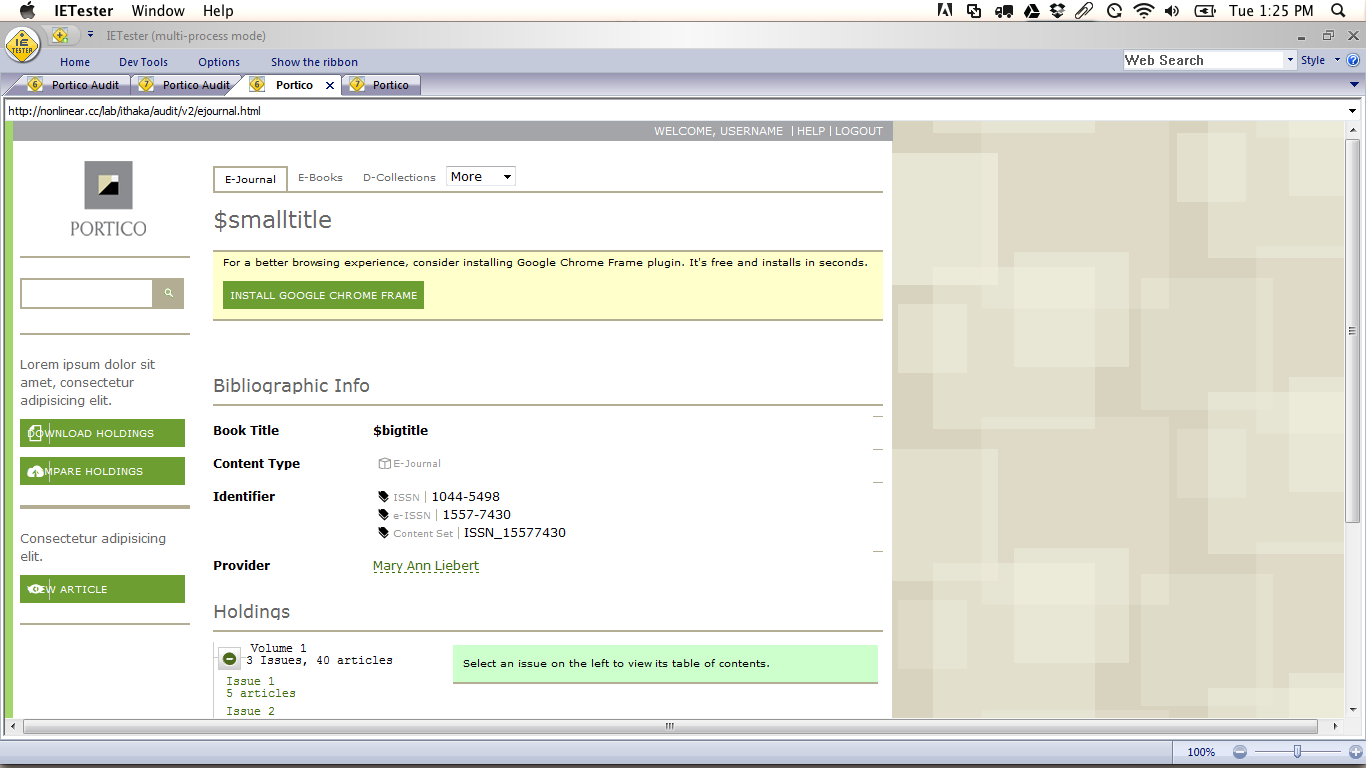 IETester Window Help Tue 1:25 PM
IETester (multi-process mode)
Home Dev Tools Options Show the ribbon Web Search Style
6 Portico Audit 7 Portico Audit 6 Portico 7 Portico
http://nonlinear.cc/lab/ithaka/audit/v2/ejournal.html
WELCOME, USERNAME | HELP | LOGOUT
PORTICO
E-Journal E-Books D-Collections More
$smalltitle
For a better browsing experience, consider installing Google Chrome Frame plugin. It's free and installs in seconds.
INSTALL GOOGLE CHROME FRAME
Lorem ipsum dolor sit
amet, consectetur
adipisicing elit.
DOWNLOAD HOLDINGS
MPARE HOLDINGS
Consectetur adipisicing
elit.
VIEW ARTICLE
Bibliographic Info
Book Title $bigtitle
Content Type E-Journal
Identifier ISSN | 1044-5498
e-ISSN | 1557-7430
Content Set | ISSN_15577430
Provider Mary Ann Liebert
Holdings
Volume 1
3 Issues, 40 articles
Issue 1
5 articles
Issue 2
Select an issue on the left to view its table of contents.
100%